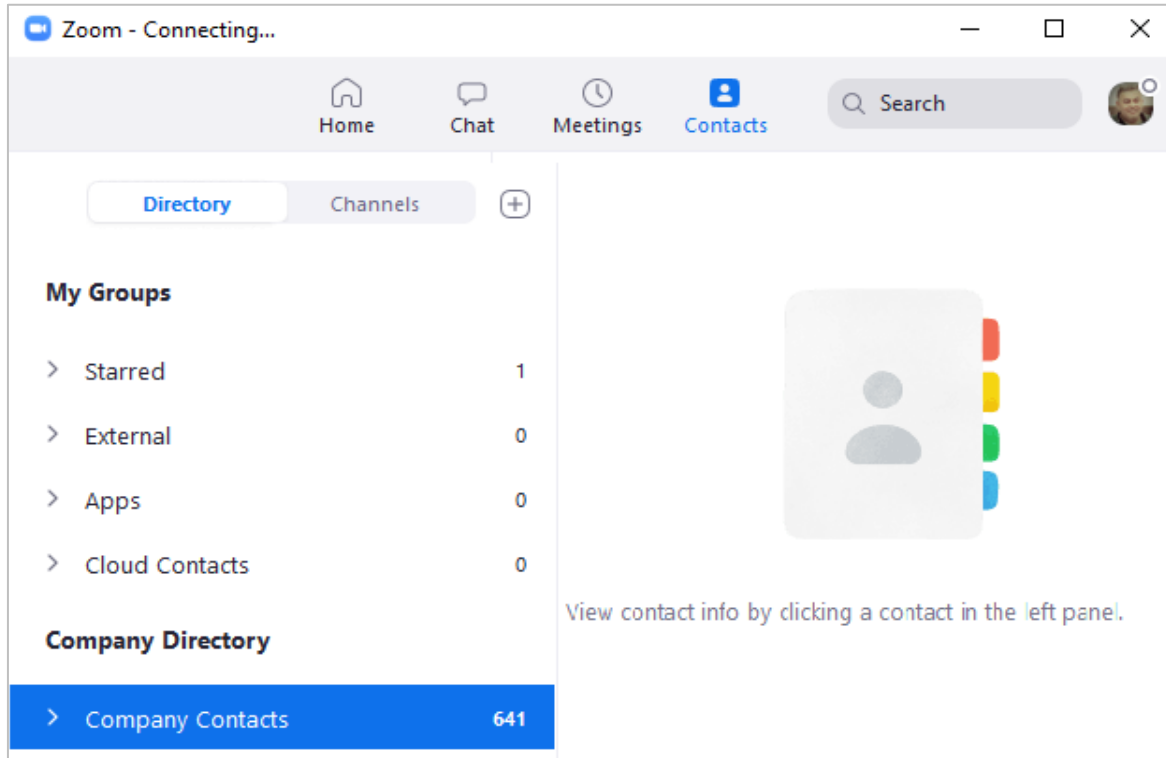 Zoom - Connecting...
Home Chat Meetings Contacts Search
Directory Channels
My Groups
Starred 1
External 0
Apps 0
Cloud Contacts 0
View contact info by clicking a contact in the left panel.
Company Directory
Company Contacts 641